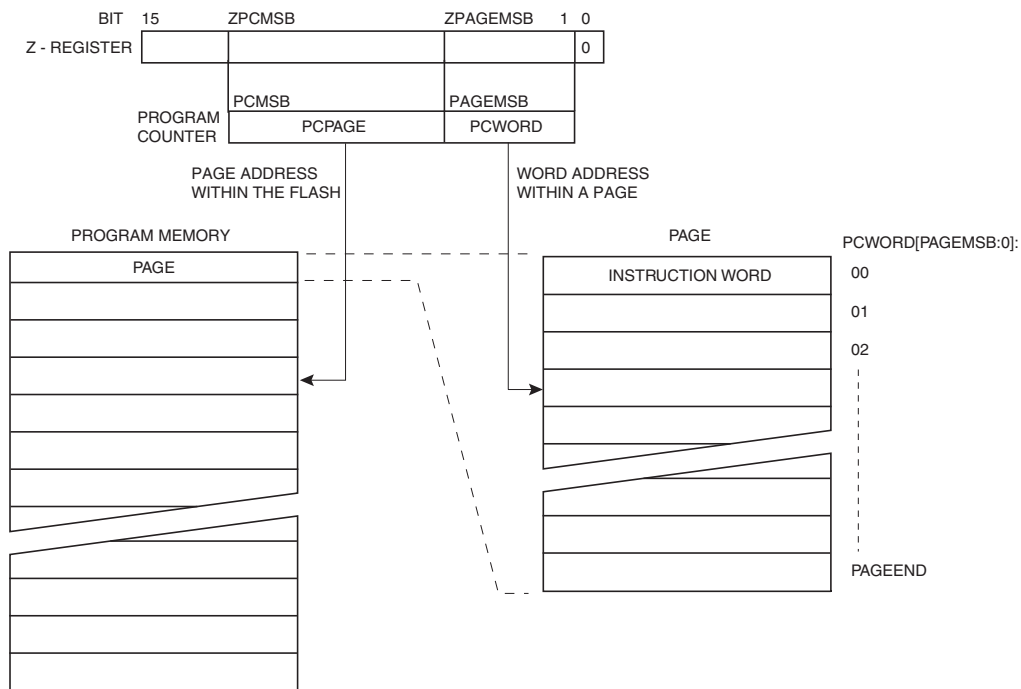 BIT 15 ZPCMSB ZPAGEMSB 1 0
Z - REGISTER 0
PCMSB PAGEMSB
PROGRAM
COUNTER
PCPAGE PCWORD
PAGE ADDRESS
WITHIN THE FLASH
WORD ADDRESS
WITHIN A PAGE
PROGRAM MEMORY
PAGE
PAGE
PCWORD[PAGEMSB:0]:
INSTRUCTION WORD 00
01
02
PAGEEND